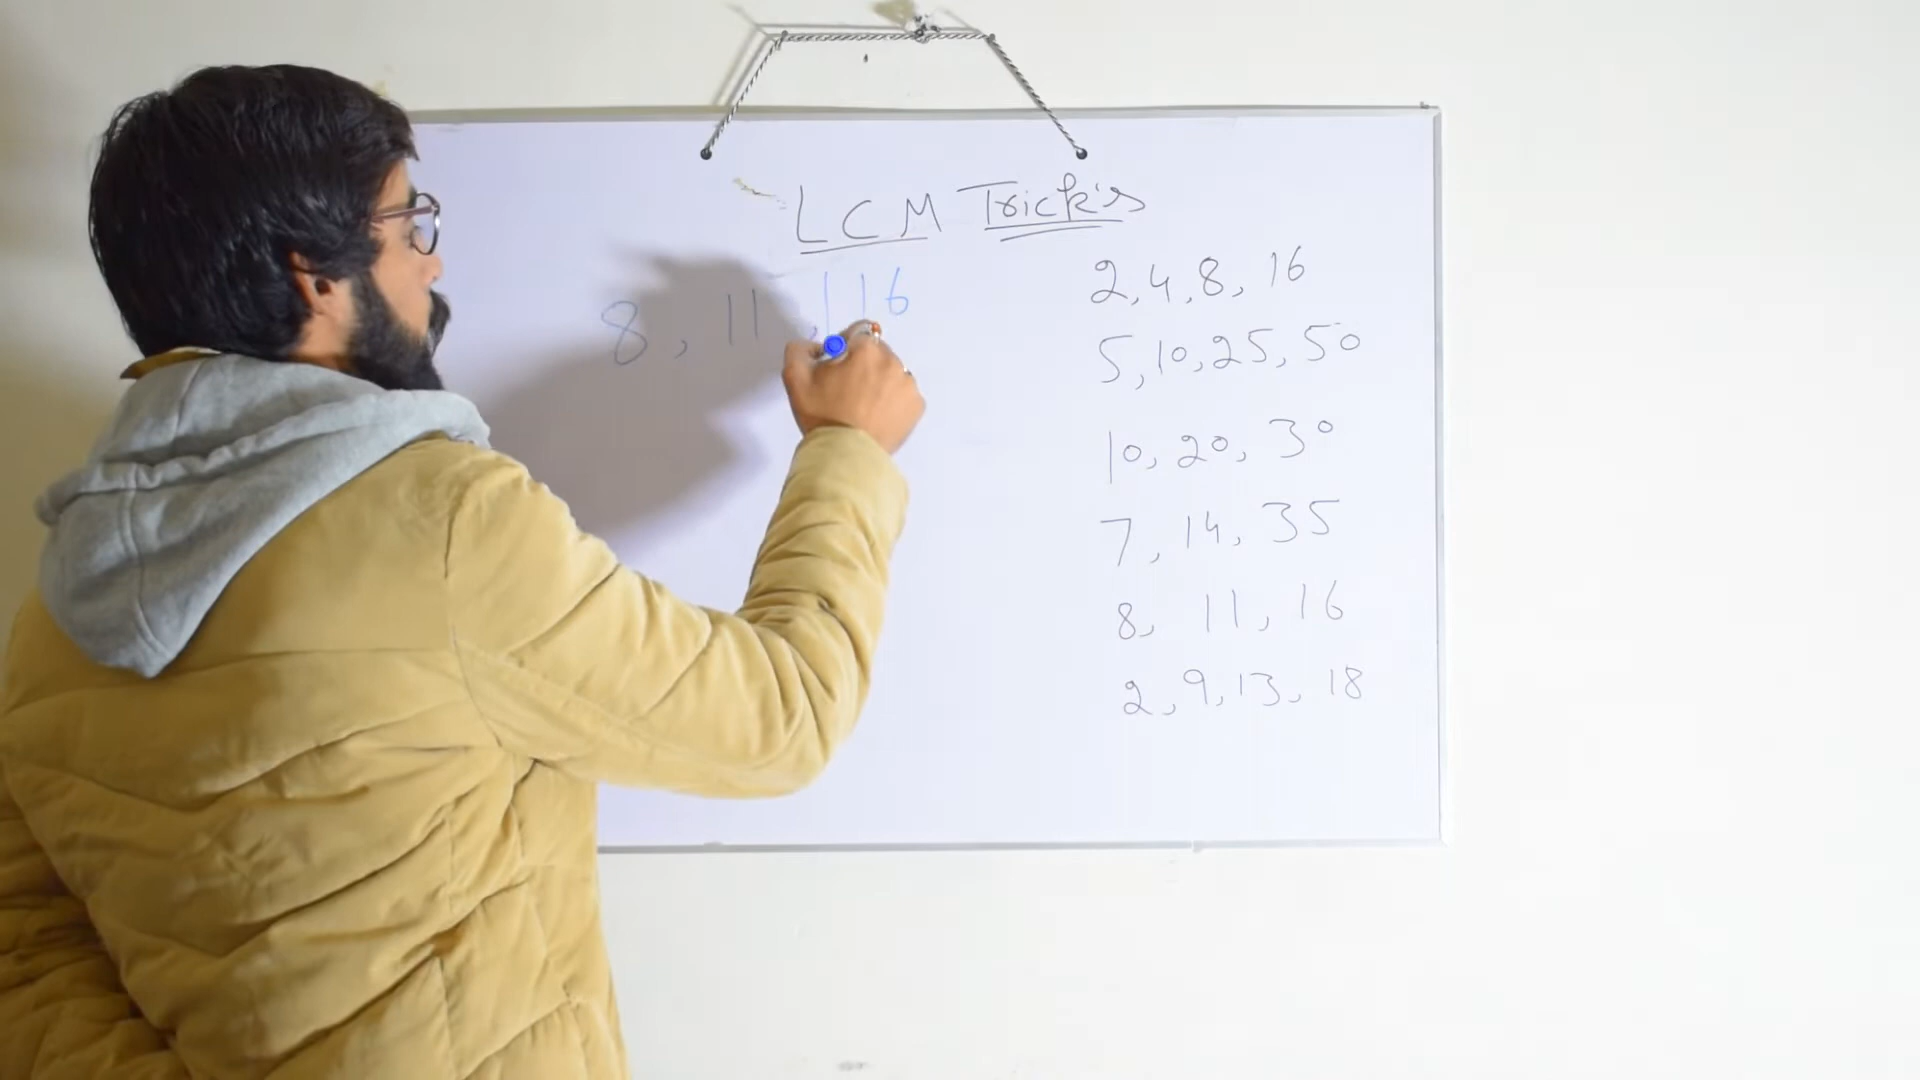 LCM Trick's
8, 11, | 16
2, 4, 8, 16
5, 10, 25, 50
10, 20, 30
7, 14, 35
8, 11, 16
2, 9, 13, 18